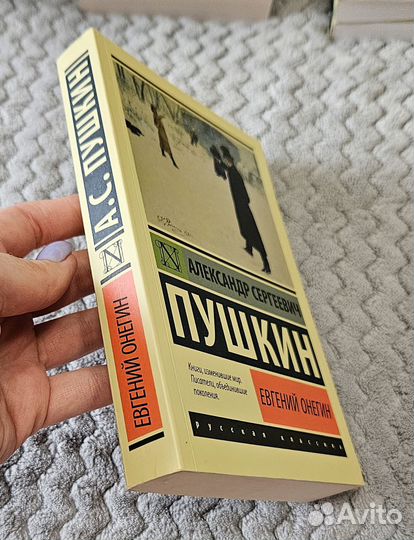 А.С. ПУШКИН
N
ЕВГЕНИЙ ОНЕГИН
N
АЛЕКСАНДР СЕРГЕЕВИЧ
ПУШКИН
Книги, изменившие мир.
Писатели, объединившие
поколения.
ЕВГЕНИЙ ОНЕГИН
русская классика
Avito